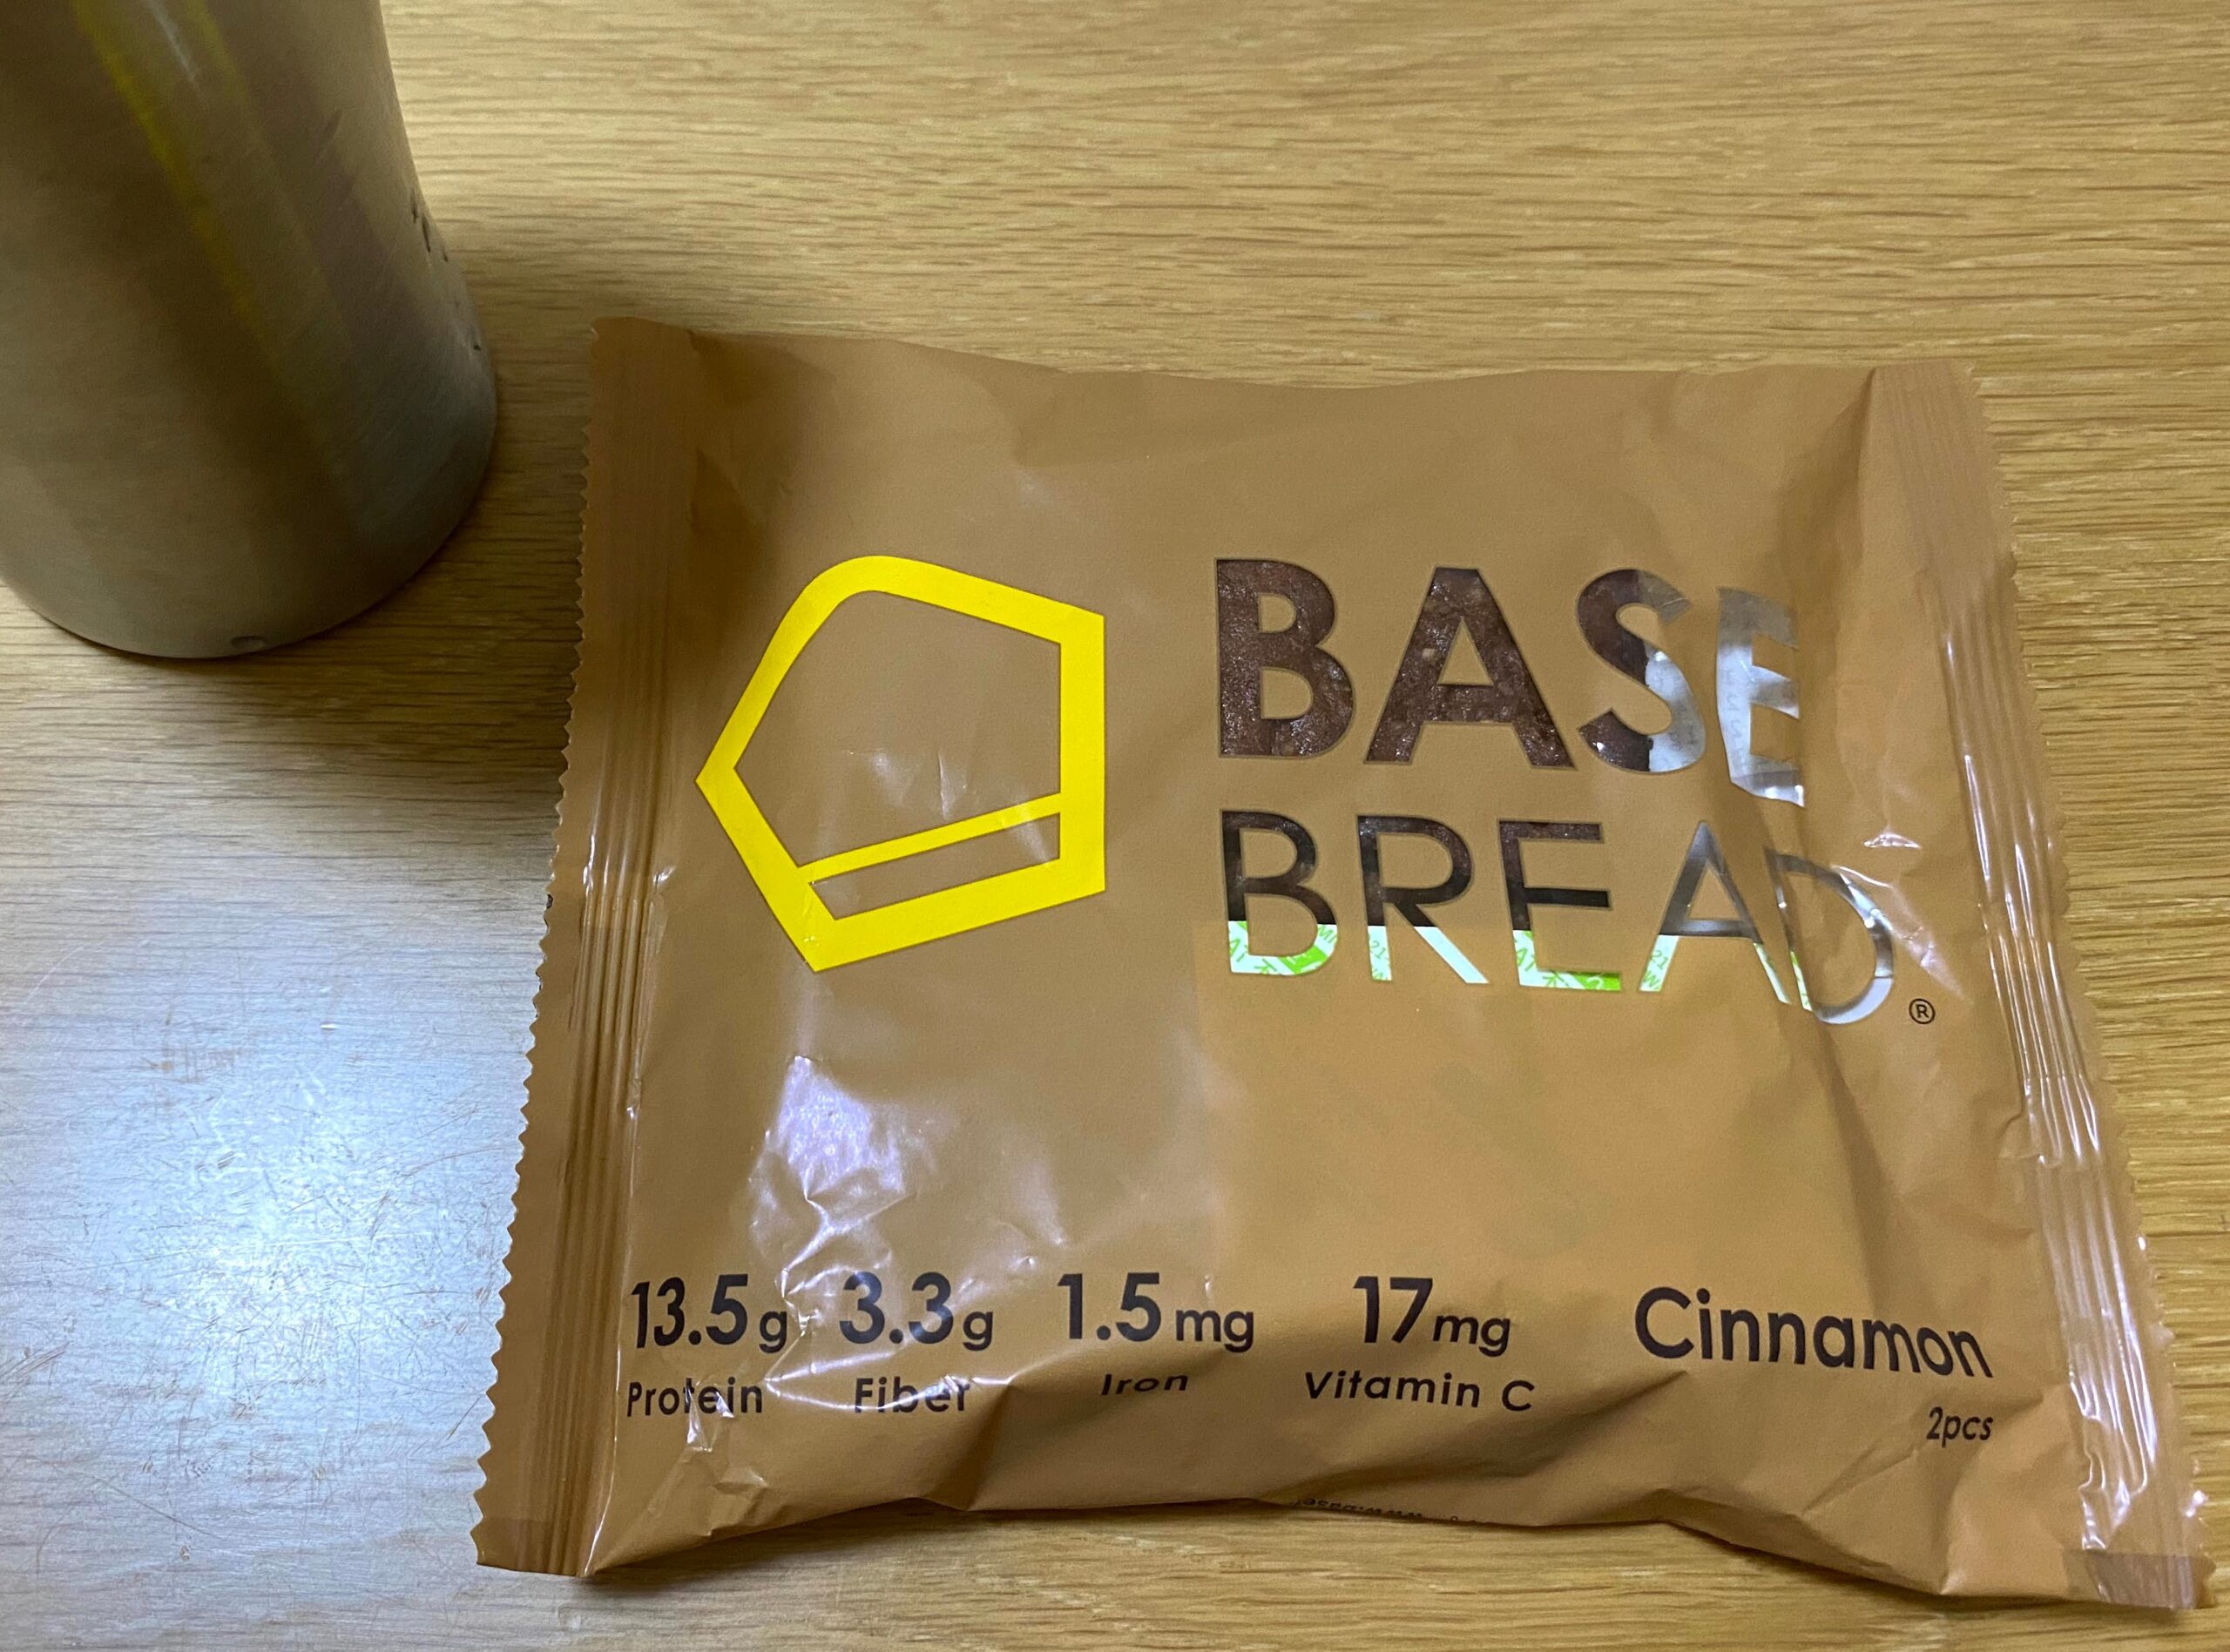 BASE
BREAD®
13.5g 3.3g 1.5mg 17mg Cinnamon
Protein Fiber Iron Vitamin C
2pcs